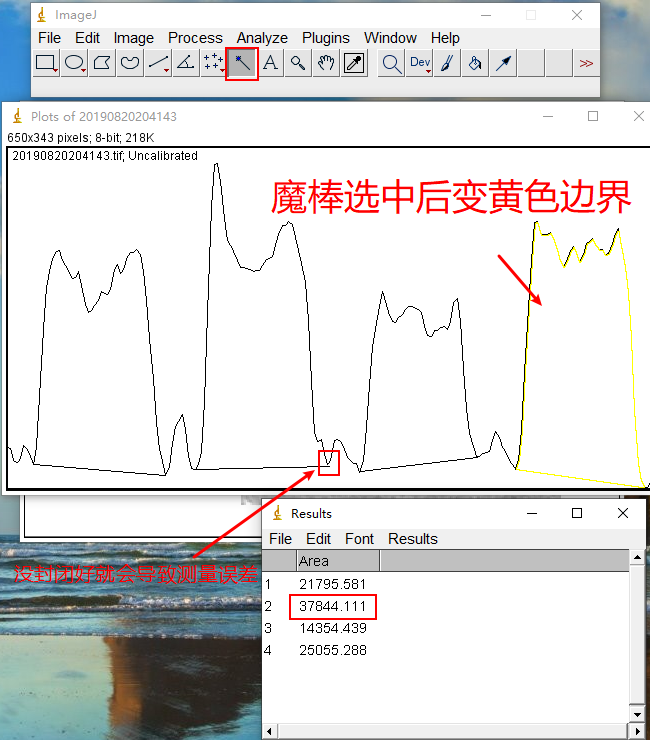 ImageJ
File Edit Image Process Analyze Plugins Window Help
A Dev >>
Plots of 20190820204143
650x343 pixels; 8-bit; 218K
20190820204143.tif; Uncalibrated
魔棒选中后变黄色边界
没封闭好就会导致测量误差
Results
File Edit Font Results
Area
1 21795.581
2 37844.111
3 14354.439
4 25055.288